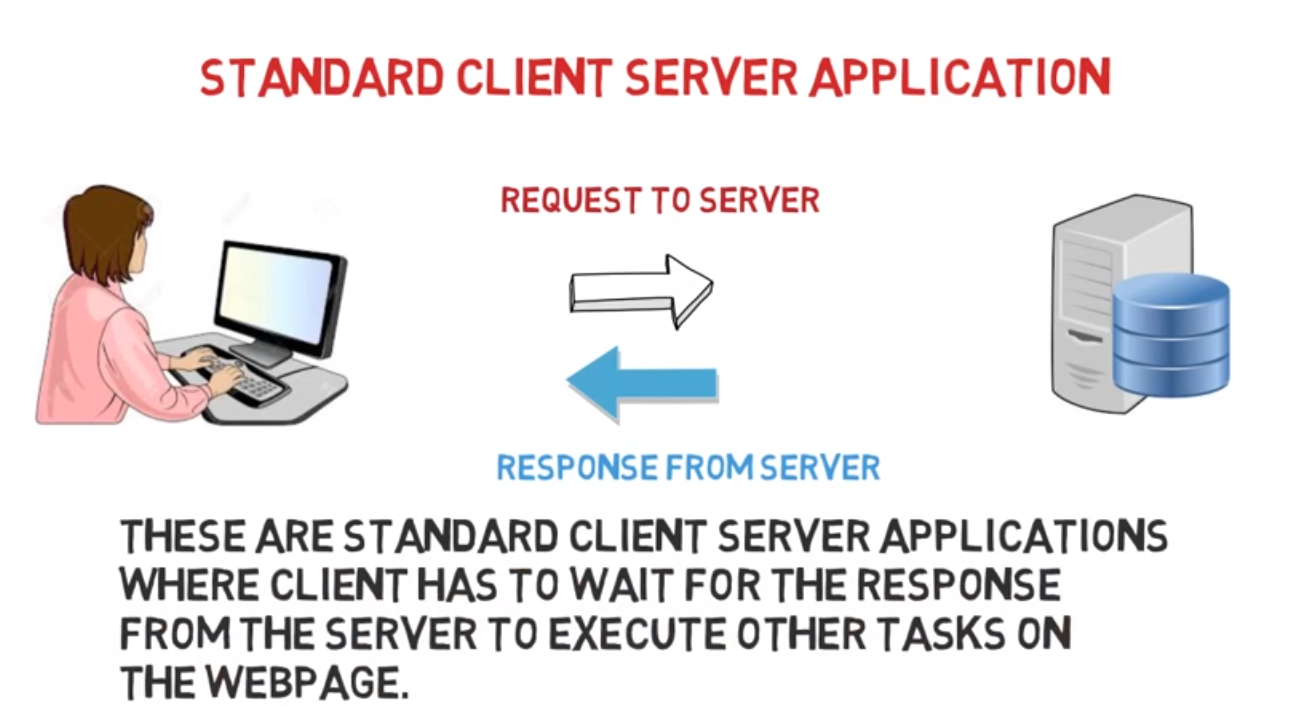 STANDARD CLIENT SERVER APPLICATION
REQUEST TO SERVER
RESPONSE FROM SERVER
THESE ARE STANDARD CLIENT SERVER APPLICATIONS
WHERE CLIENT HAS TO WAIT FOR THE RESPONSE
FROM THE SERVER TO EXECUTE OTHER TASKS ON
THE WEBPAGE.